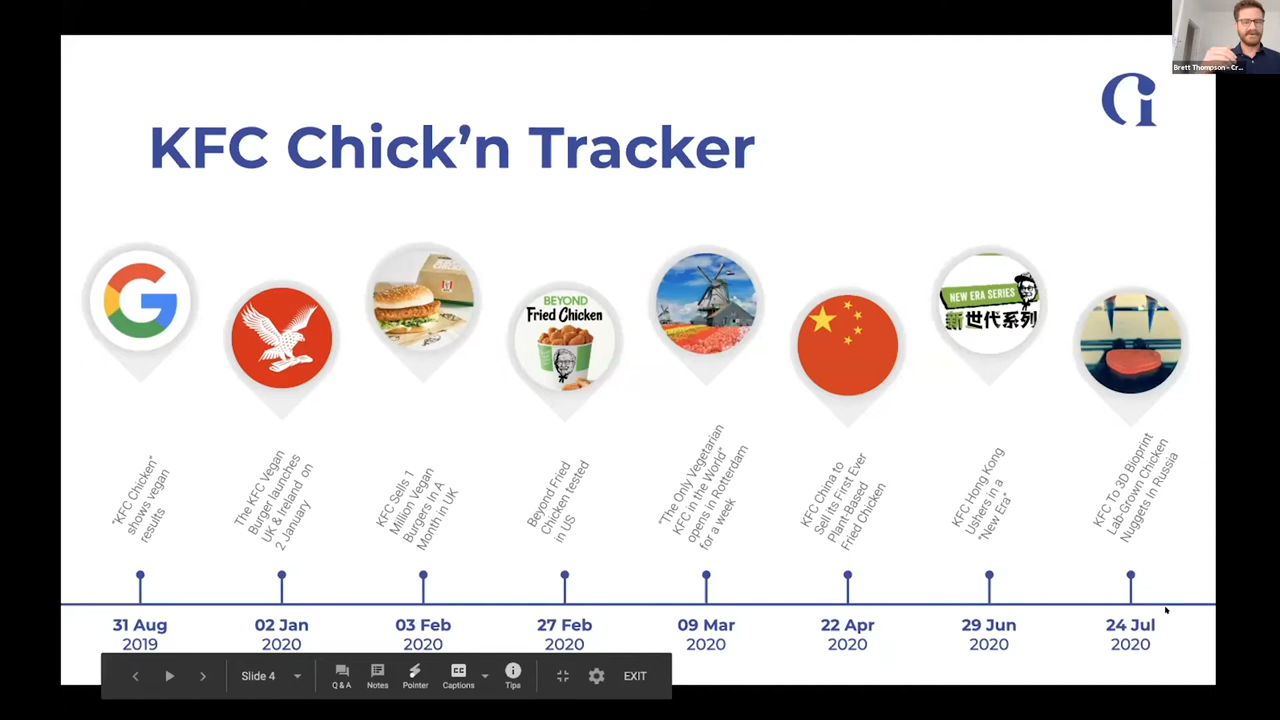 Brett Thompson - Cr...
KFC Chick’n Tracker
BEYOND
Fried Chicken
NEW ERA SERIES
新世代系列
“KFC Chicken”
shows vegan
results
The KFC Vegan
Burger launches
UK & Ireland on
2 January
KFC Sells 1
Million Vegan
Burgers In A
Month in UK
Beyond Fried
Chicken tested
in US
“The Only Vegetarian
KFC in the World”
opens in Rotterdam
for a week
KFC China to
Sell its First Ever
Plant-Based
Fried Chicken
KFC Hong Kong
Ushers in a
“New Era”
KFC To 3D Bioprint
Lab-Grown Chicken
Nuggets in Russia
31 Aug
2019
02 Jan
2020
03 Feb
2020
27 Feb
2020
09 Mar
2020
22 Apr
2020
29 Jun
2020
24 Jul
2020
Slide 4
Q & A
Notes
Pointer
Captions
Tips
EXIT